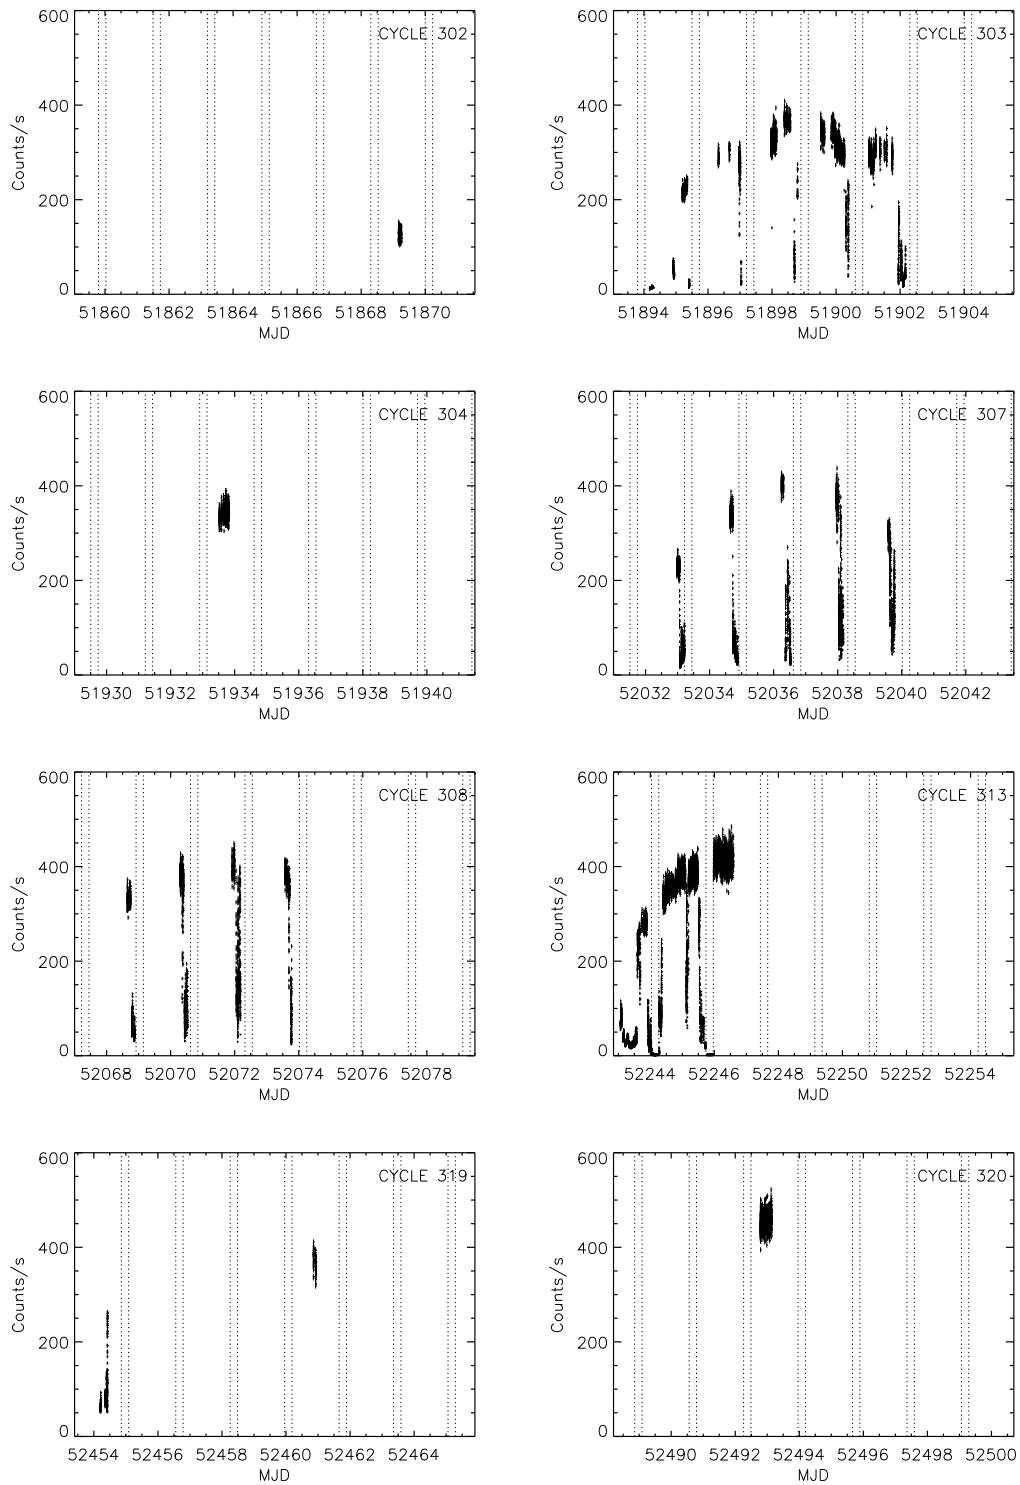 CYCLE 302
600
400
200
0
Counts/s
51860 51862 51864 51866 51868 51870
MJD
CYCLE 303
600
400
200
0
Counts/s
51894 51896 51898 51900 51902 51904
MJD
CYCLE 304
600
400
200
0
Counts/s
51930 51932 51934 51936 51938 51940
MJD
CYCLE 307
600
400
200
0
Counts/s
52032 52034 52036 52038 52040 52042
MJD
CYCLE 308
600
400
200
0
Counts/s
52068 52070 52072 52074 52076 52078
MJD
CYCLE 313
600
400
200
0
Counts/s
52244 52246 52248 52250 52252 52254
MJD
CYCLE 319
600
400
200
0
Counts/s
52454 52456 52458 52460 52462 52464
MJD
CYCLE 320
600
400
200
0
Counts/s
52490 52492 52494 52496 52498 52500
MJD